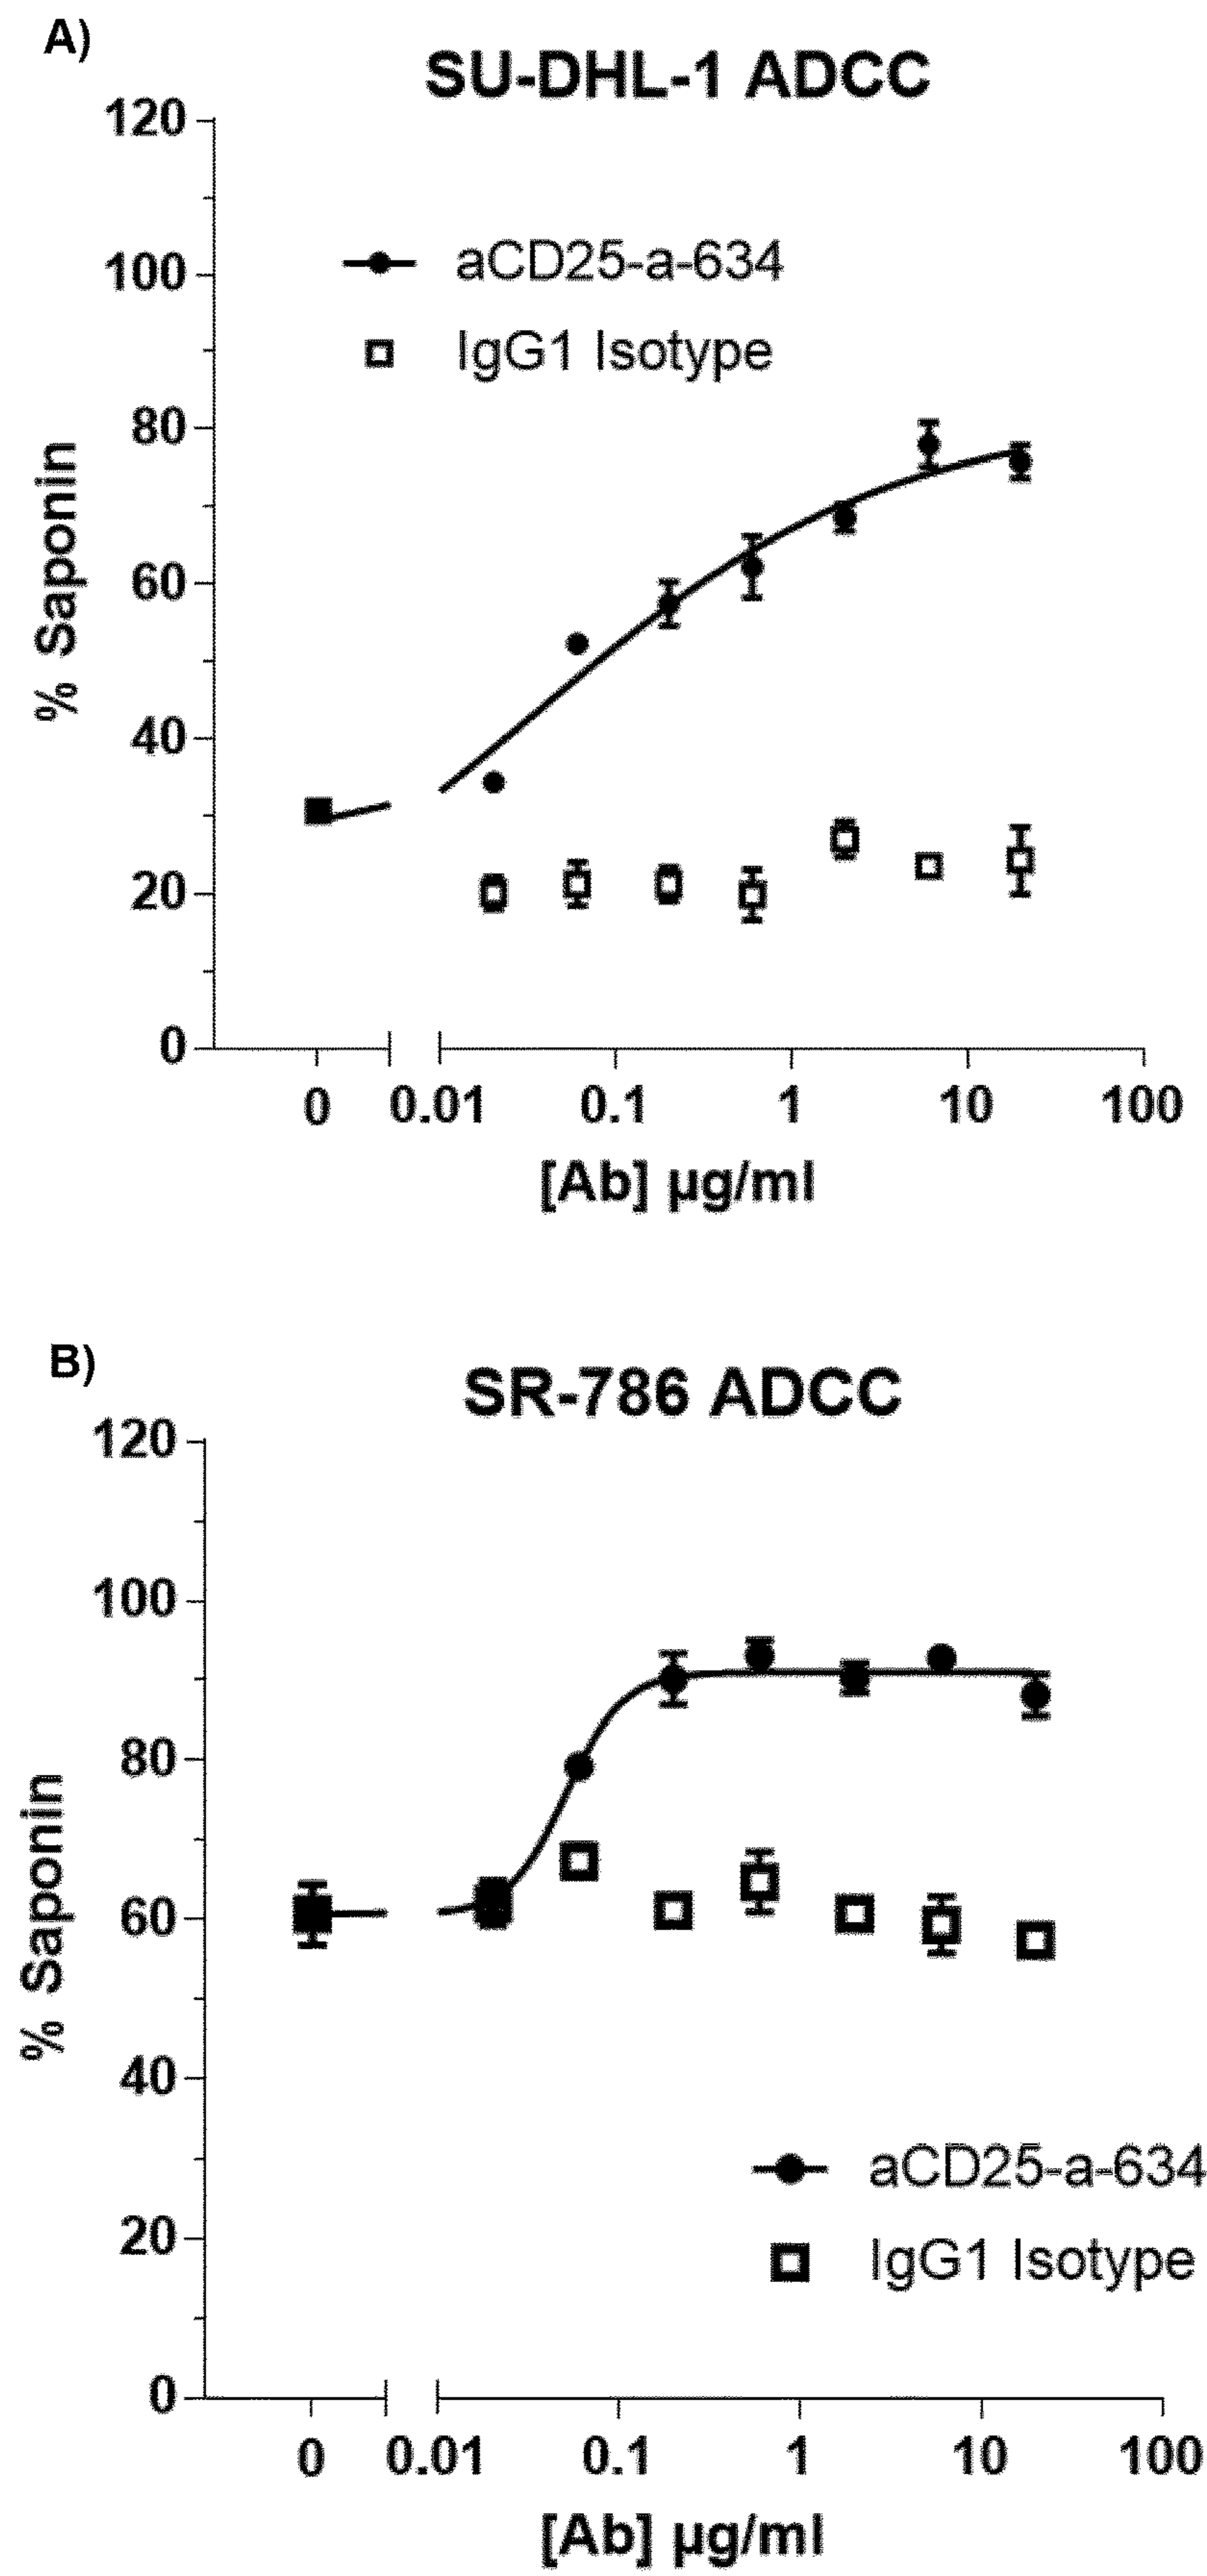 A)
SU-DHL-1 ADCC
120
100
80
60
40
20
0
% Saponin
aCD25-a-634
IgG1 Isotype
0 0.01 0.1 1 10 100
[Ab] µg/ml
B)
SR-786 ADCC
120
100
80
60
40
20
0
% Saponin
aCD25-a-634
IgG1 Isotype
0 0.01 0.1 1 10 100
[Ab] µg/ml